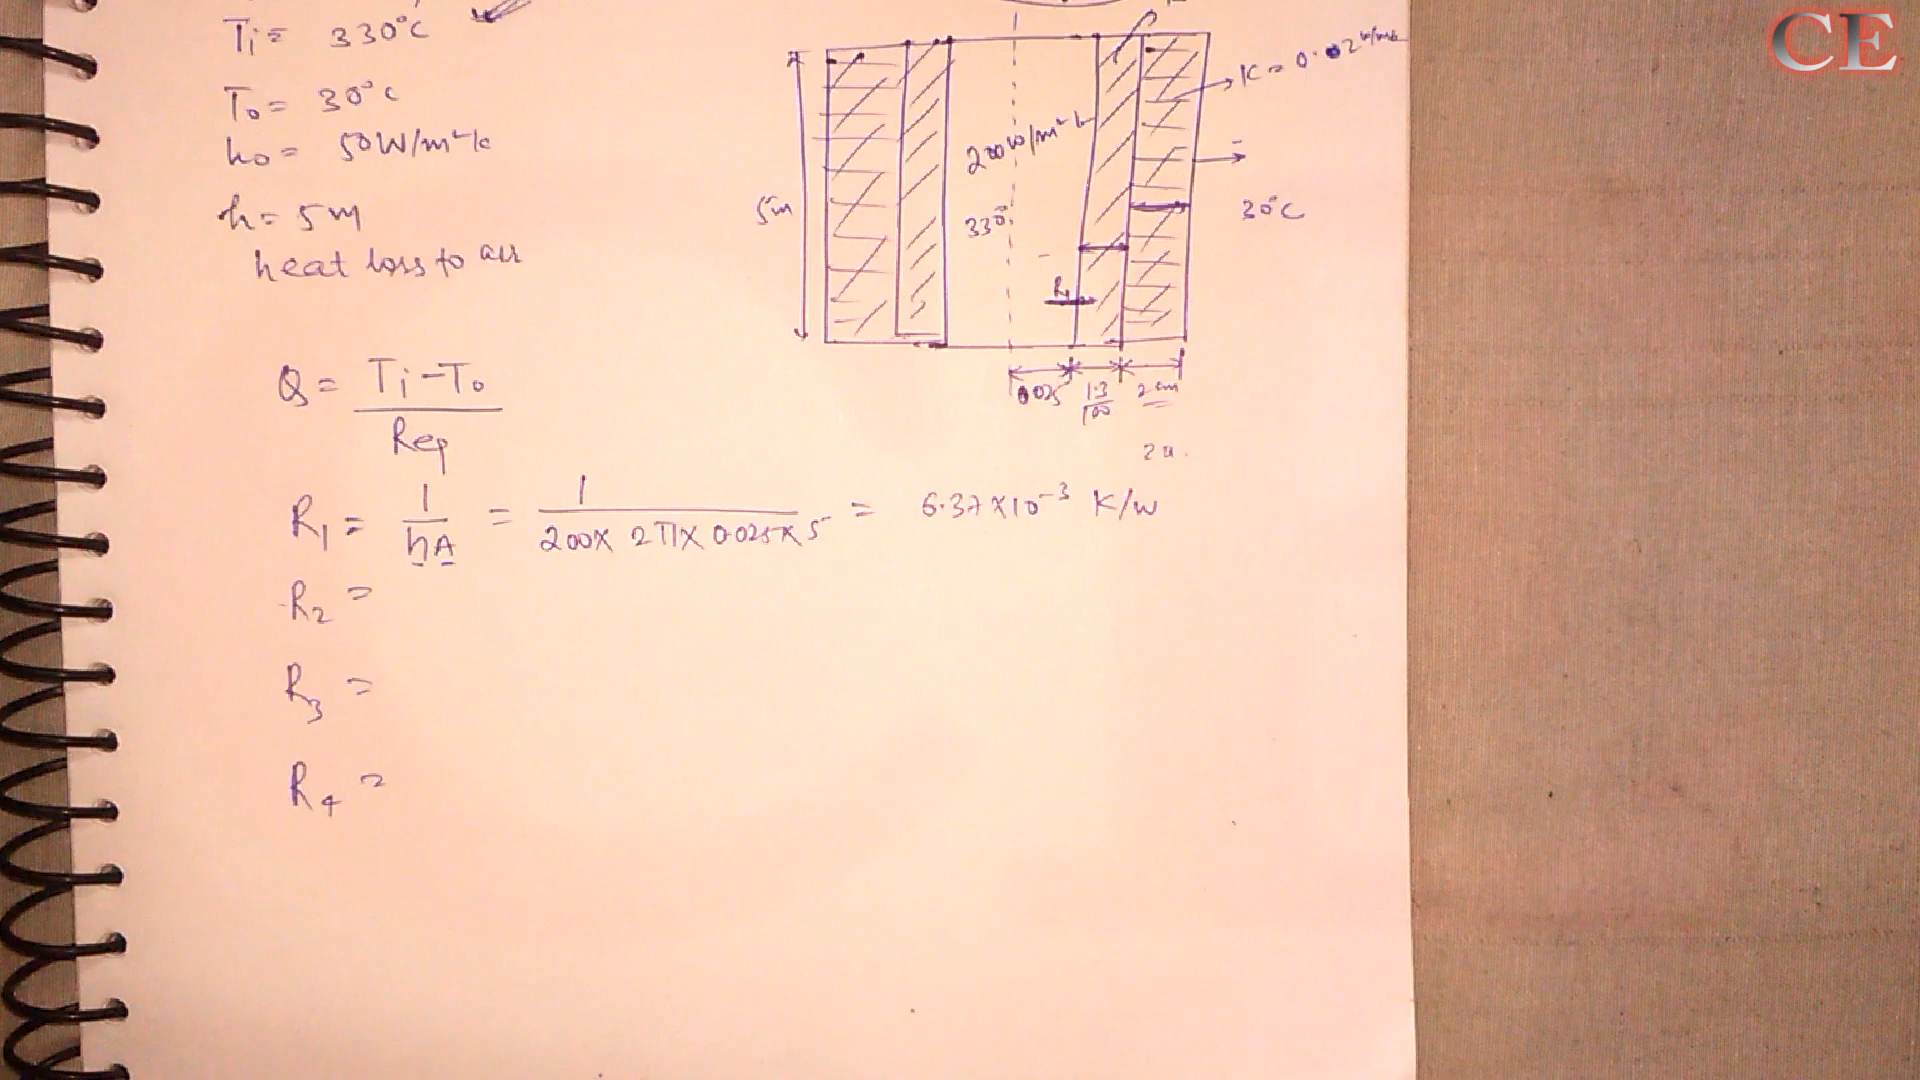 Ti = 330°C
To = 30°C
ho = 50W/m²k
h = 5m
heat loss to air
Q = Ti - To / Req
R1 = 1/hA = 1 / 200 x 2π x 0.025 x 5 = 6.37 x 10⁻³ K/W
R2 =
R3 =
R4 =
K = 0.02 W/mk
200 W/m²k
5m
330°
30°C
R1
0.025
1.3/100
2 cm
CE